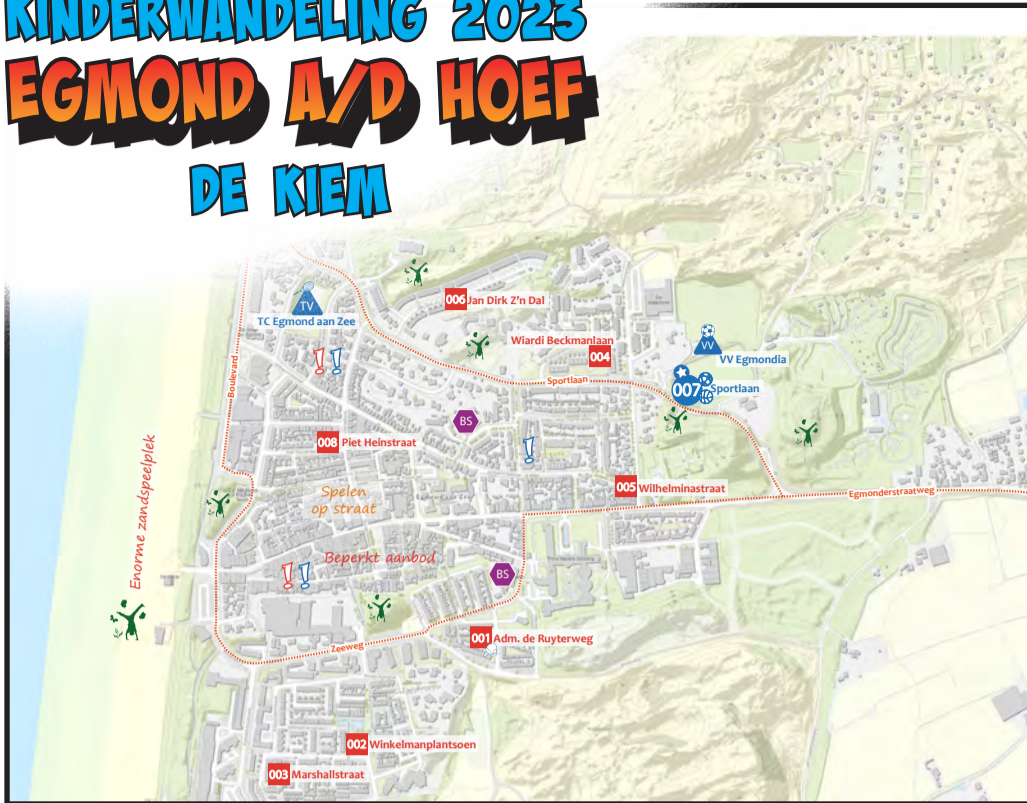 KINDERWANDELING 2023
EGMOND A/D HOEF
DE KIEM
006 Jan Dirk Z'n Dal
TV
TC Egmond aan Zee
Wiardi Beckmanlaan
004
VV
VV Egmondia
Boulevard
Sportlaan
007 Sportlaan
BS
008 Piet Heinstraat
Enorme zandspeelplek
005 Wilhelminastraat
Egmonderstraatweg
Spelen
op straat
Beperkt aanbod
BS
001 Adm. de Ruyterweg
Zeeweg
002 Winkelmanplantsoen
003 Marshallstraat